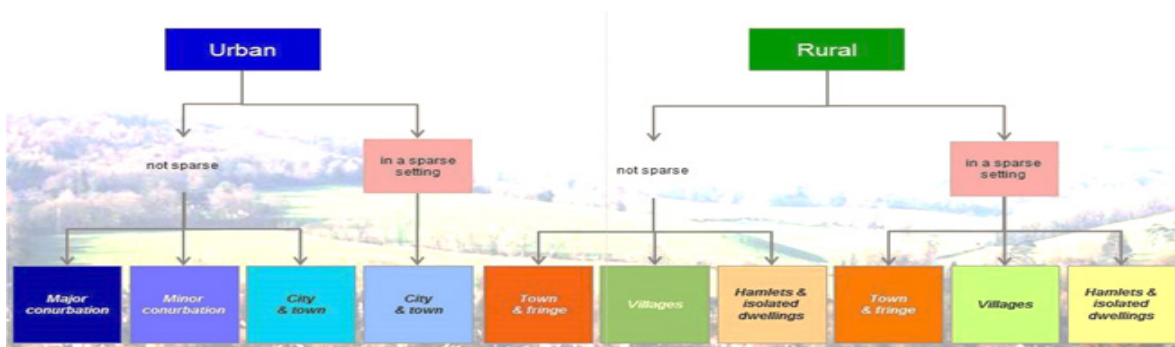 Urban
Rural
not sparse
in a sparse
setting
not sparse
in a sparse
setting
Major
conurbation
Minor
conurbation
City
& town
City
& town
Town
& fringe
Villages
Hamlets &
isolated
dwellings
Town
& fringe
Villages
Hamlets &
isolated
dwellings